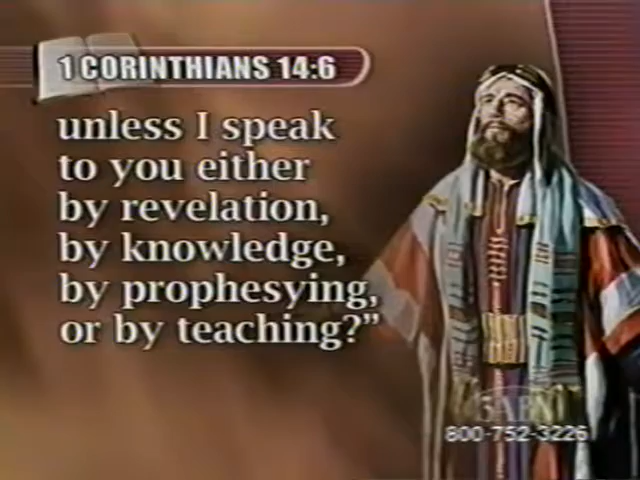 1 CORINTHIANS 14:6
unless I speak
to you either
by revelation,
by knowledge,
by prophesying,
or by teaching?”
3ABN
800-752-3226